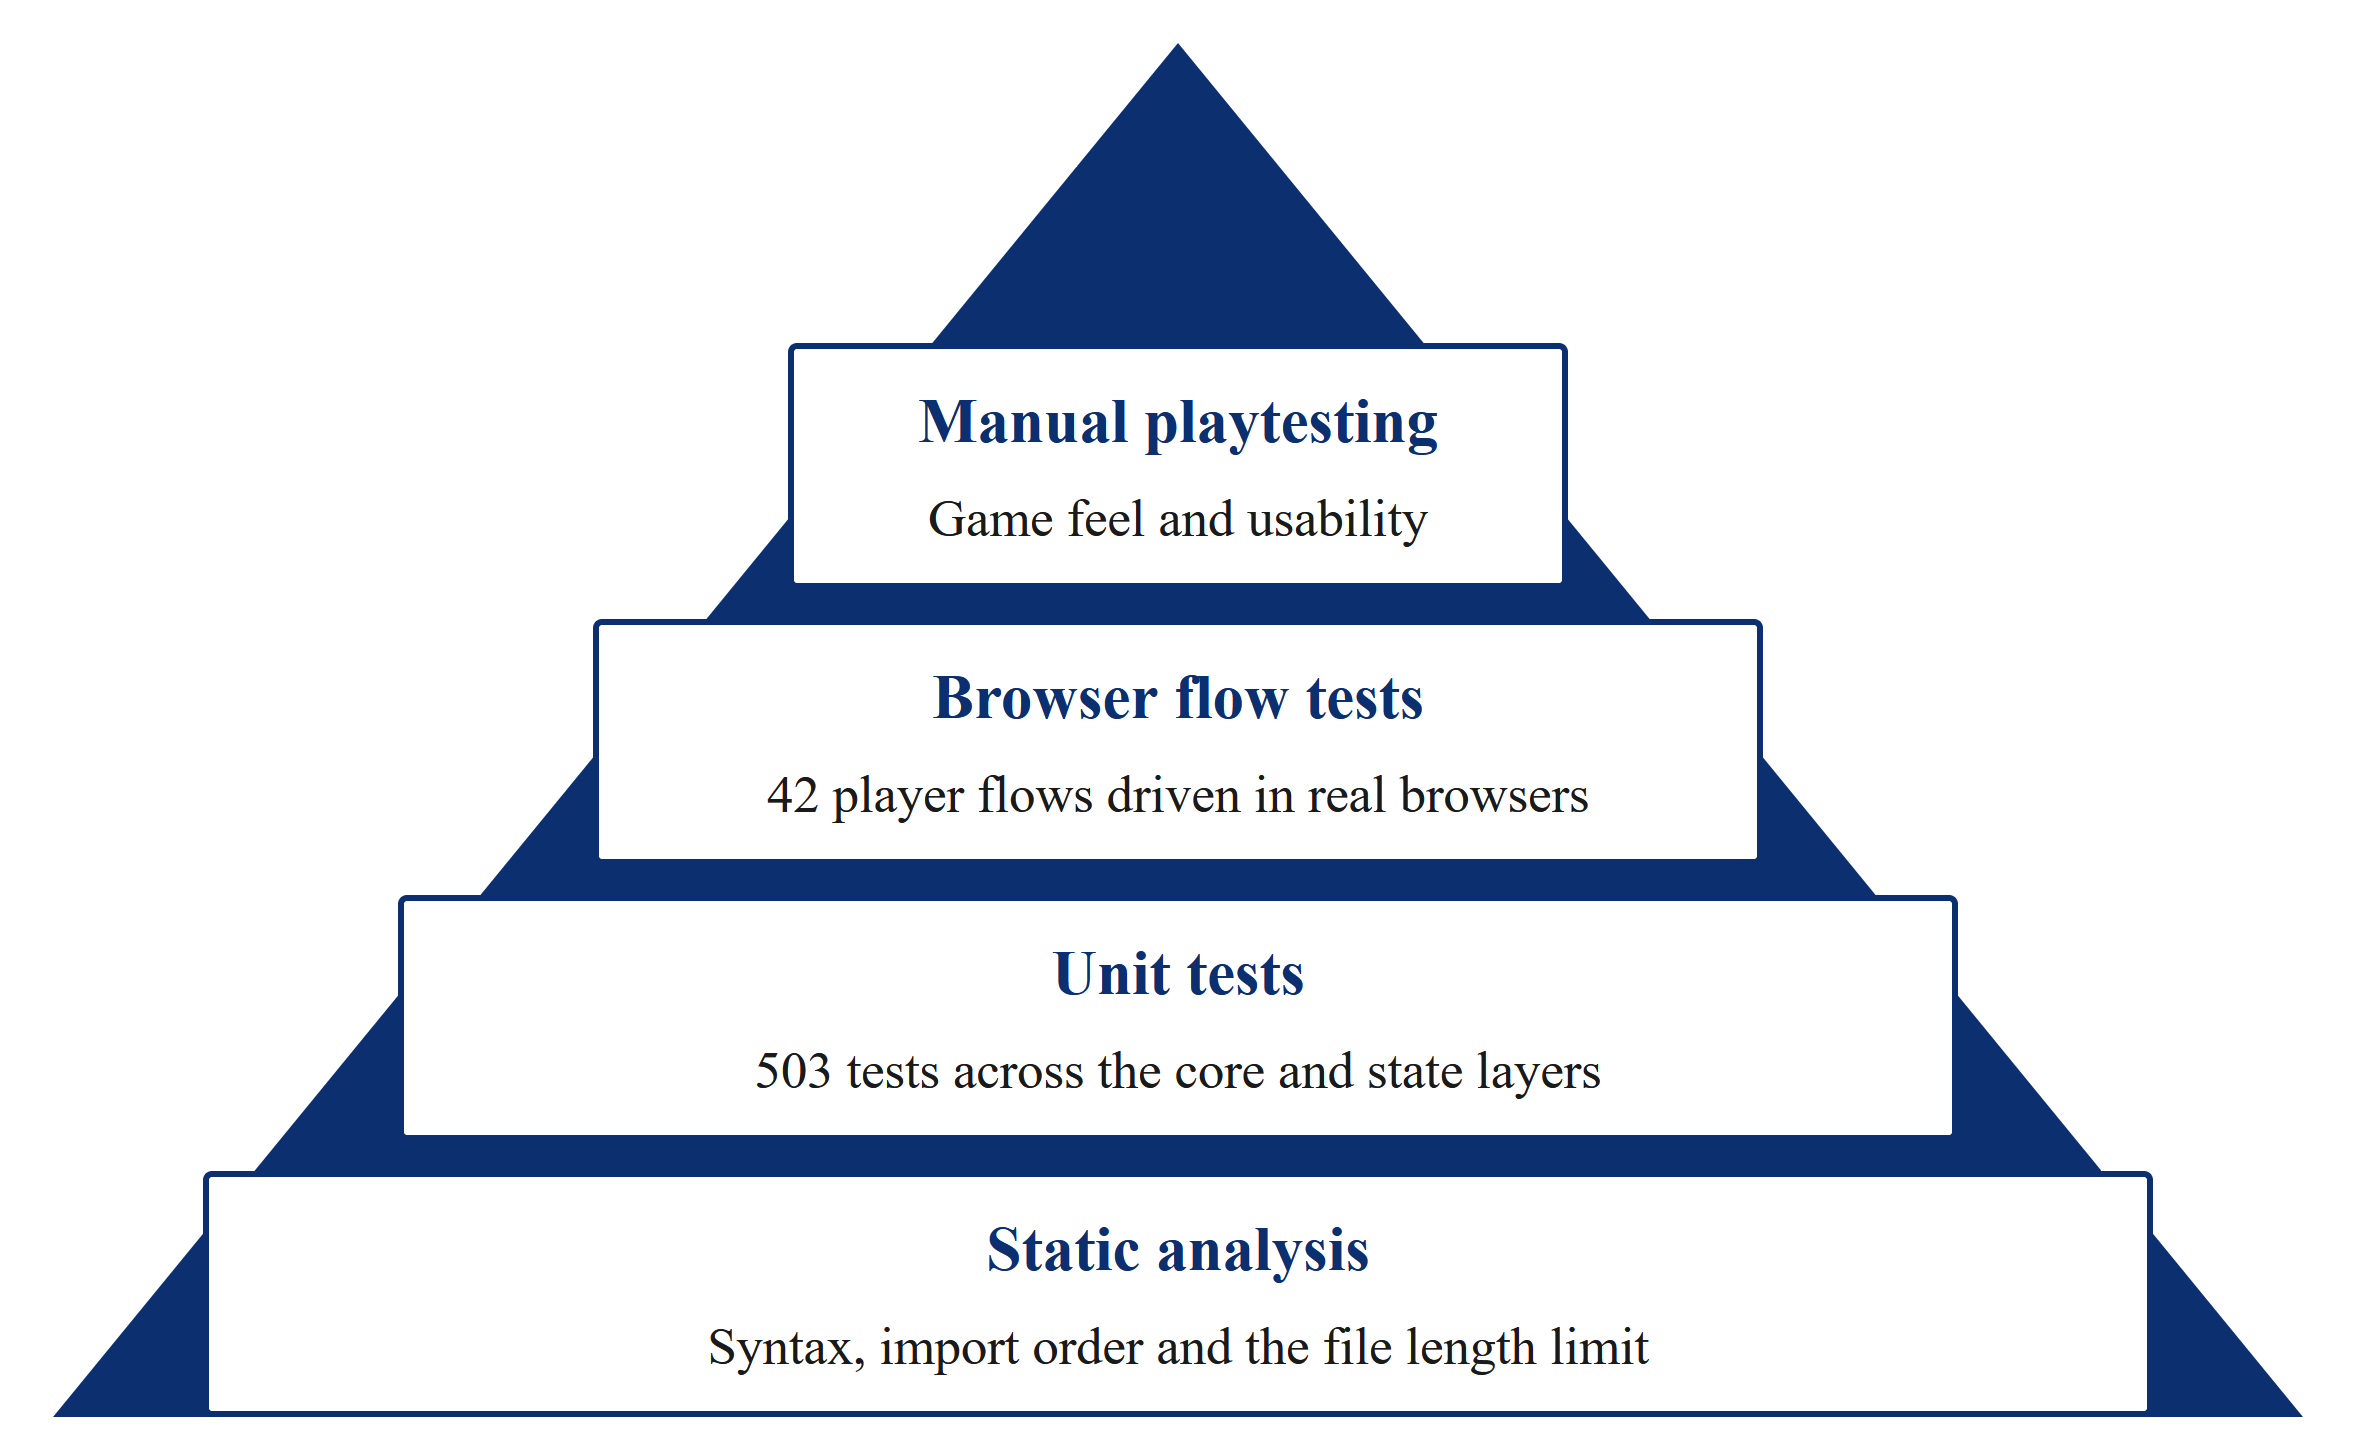 Manual playtesting
Game feel and usability
Browser flow tests
42 player flows driven in real browsers
Unit tests
503 tests across the core and state layers
Static analysis
Syntax, import order and the file length limit